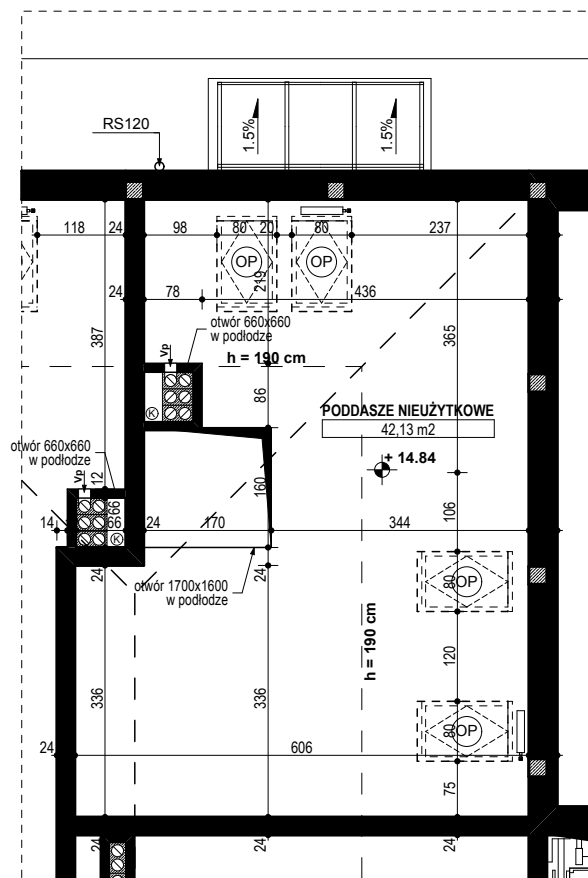 1.5%
1.5%
RS120
118
24
98
80
20
80
237
OP
OP
219
24
78
436
387
otwór 660x660
w podłodze
365
Vp
h = 190 cm
86
K
PODDASZE NIEUŻYTKOWE
42,13 m2
otwór 660x660
w podłodze
+ 14.84
Vp
12
66
160
106
14
66
24
170
344
K
24
24
otwór 1700x1600
w podłodze
80
OP
h = 190 cm
120
336
336
24
606
80
OP
75
24
24
24